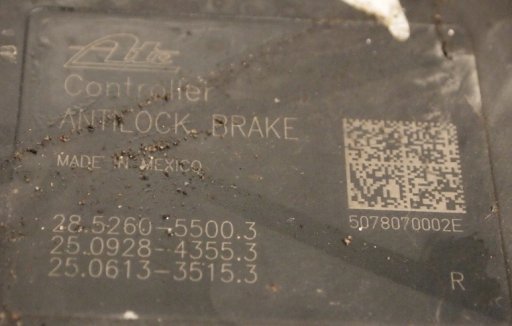 Ate
Controller
ANTILOCK BRAKE
MADE IN MEXICO
5078070002E
28.5260-5500.3
25.0928-4355.3
25.0613-3515.3
R